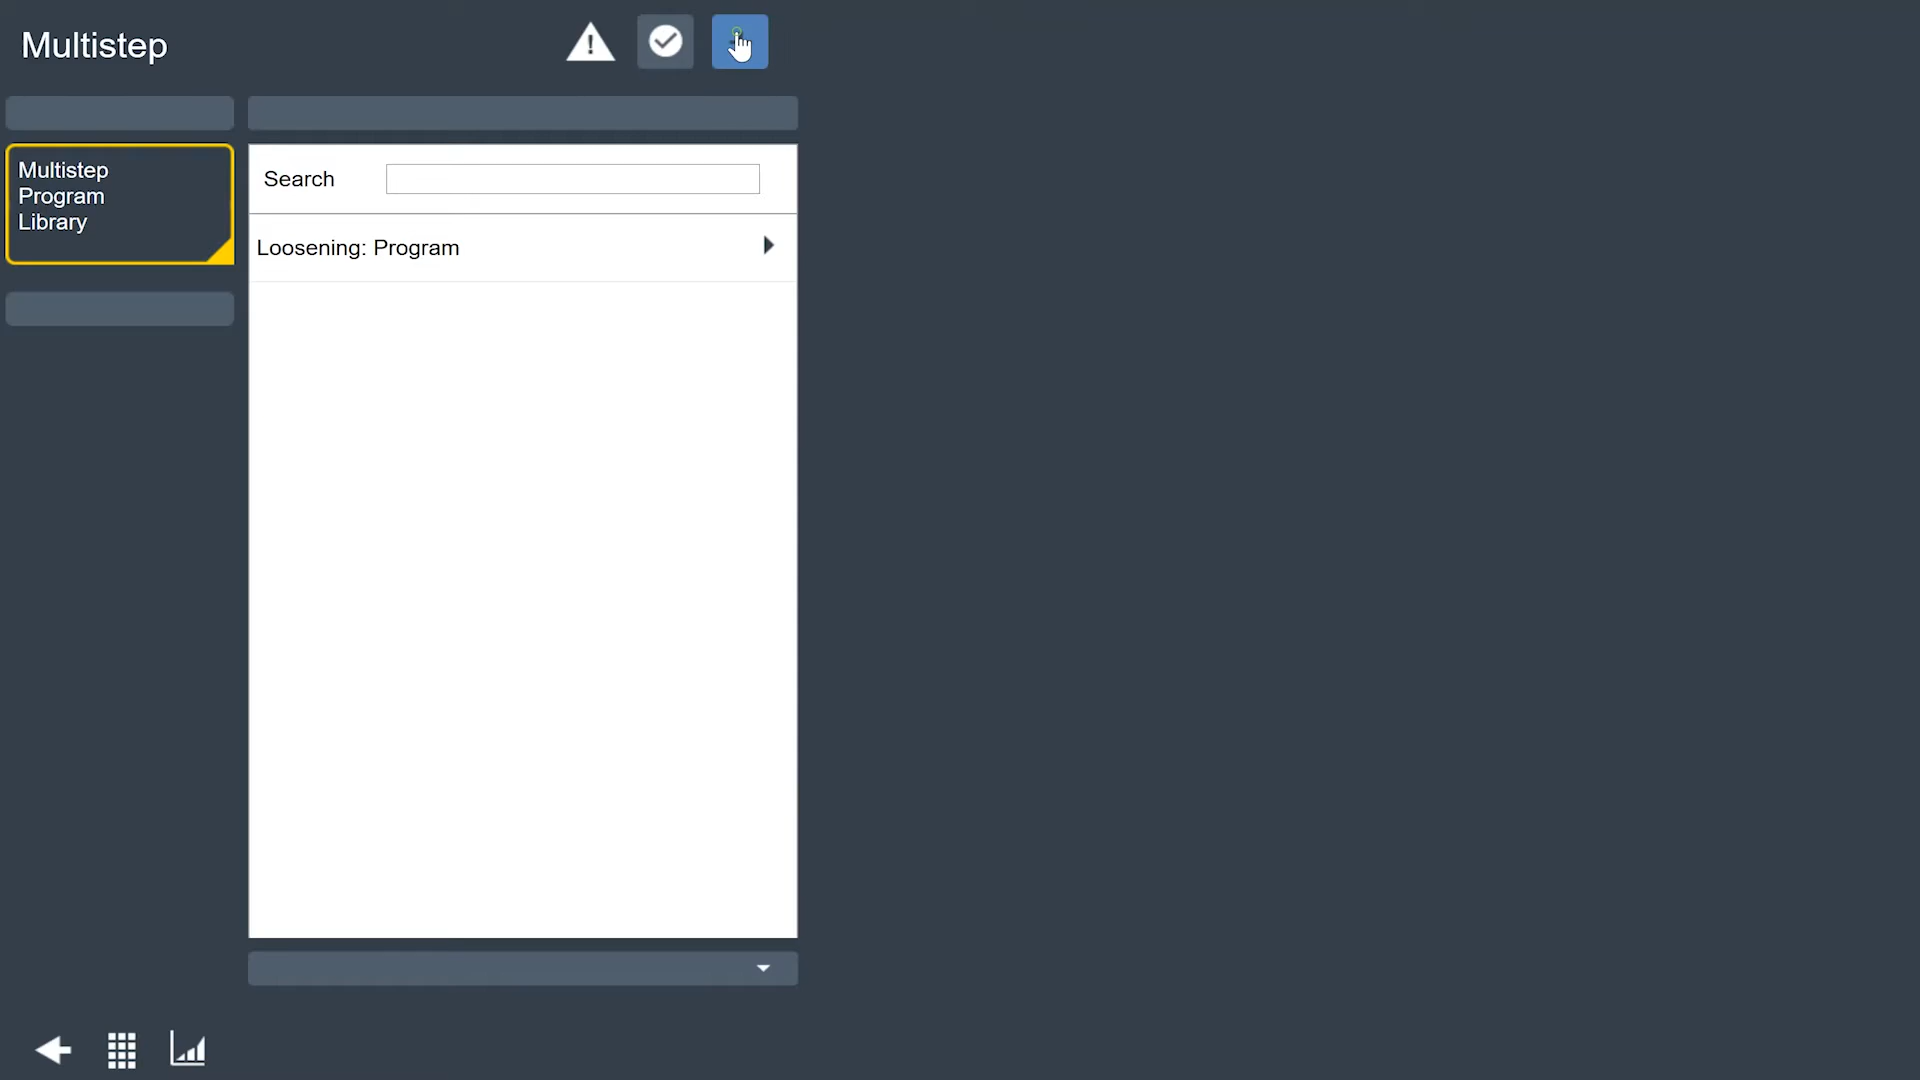 Multistep
Multistep
Program
Library
Search
Loosening: Program